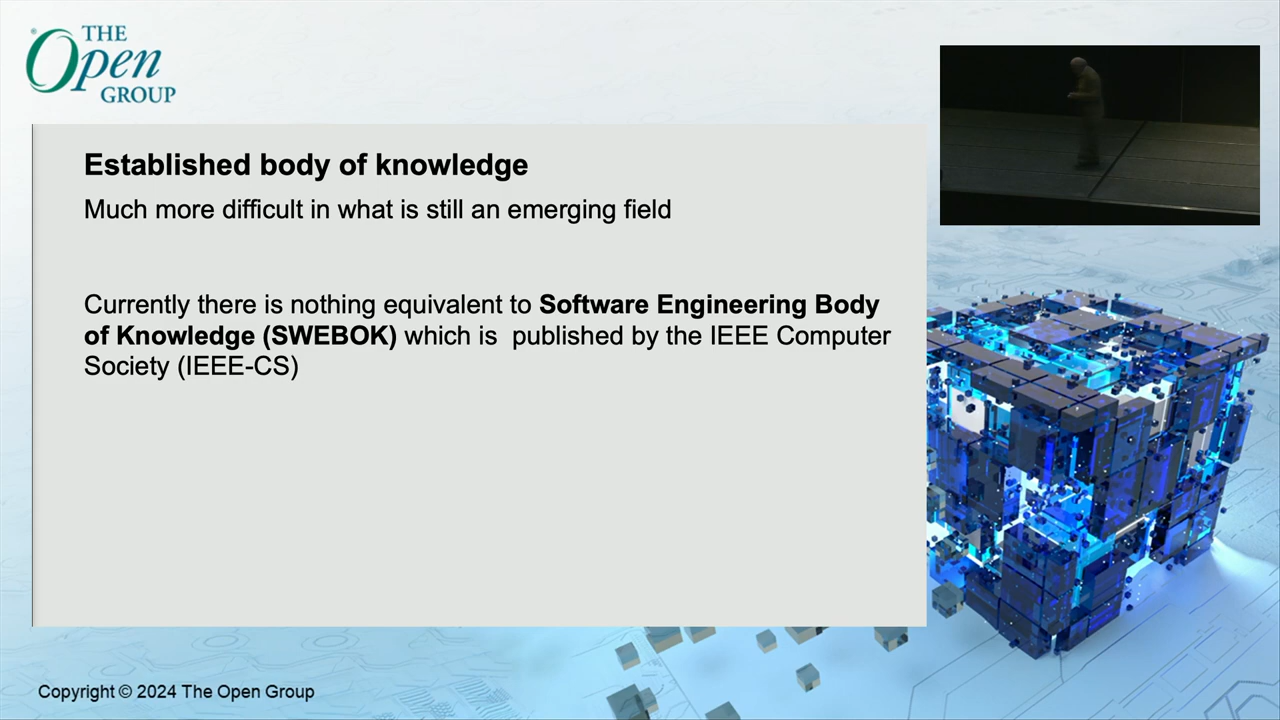 THE
Open
GROUP
Established body of knowledge
Much more difficult in what is still an emerging field
Currently there is nothing equivalent to Software Engineering Body
of Knowledge (SWEBOK) which is  published by the IEEE Computer
Society (IEEE-CS)
Copyright © 2024 The Open Group